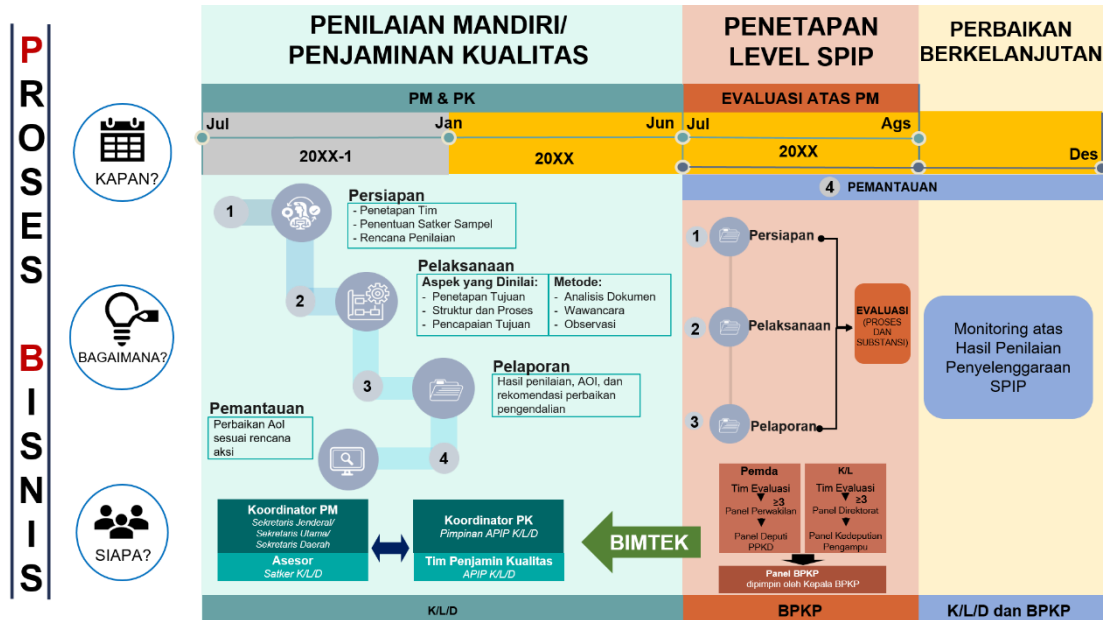 PROSES BISNIS
PENILAIAN MANDIRI/
PENJAMINAN KUALITAS
PENETAPAN
LEVEL SPIP
PERBAIKAN
BERKELANJUTAN
PM & PK
EVALUASI ATAS PM
KAPAN?
Jul
Jan
Jun
Jul
Ags
Des
20XX-1
20XX
20XX
4 PEMANTAUAN
BAGAIMANA?
1
Persiapan
- Penetapan Tim
- Penentuan Satker Sampel
- Rencana Penilaian
2
Pelaksanaan
Aspek yang Dinilai:
- Penetapan Tujuan
- Struktur dan Proses
- Pencapaian Tujuan
Metode:
- Analisis Dokumen
- Wawancara
- Observasi
3
Pelaporan
Hasil penilaian, AOI, dan
rekomendasi perbaikan
pengendalian
4
Pemantauan
Perbaikan AoI
sesuai rencana
aksi
1 Persiapan
2 Pelaksanaan
3 Pelaporan
EVALUASI
(PROSES
DAN
SUBSTANSI)
Monitoring atas
Hasil Penilaian
Penyelenggaraan
SPIP
SIAPA?
Koordinator PM
Sekretaris Jenderal/
Sekretaris Utama/
Sekretaris Daerah
Asesor
Satker K/L/D
Koordinator PK
Pimpinan APIP K/L/D
Tim Penjamin Kualitas
APIP K/L/D
BIMTEK
Pemda
Tim Evaluasi
≥3
Panel Perwakilan
Panel Deputi
PPKD
K/L
Tim Evaluasi
≥3
Panel Direktorat
Panel Kedeputian
Pengampu
Panel BPKP
dipimpin oleh Kepala BPKP
K/L/D
BPKP
K/L/D dan BPKP